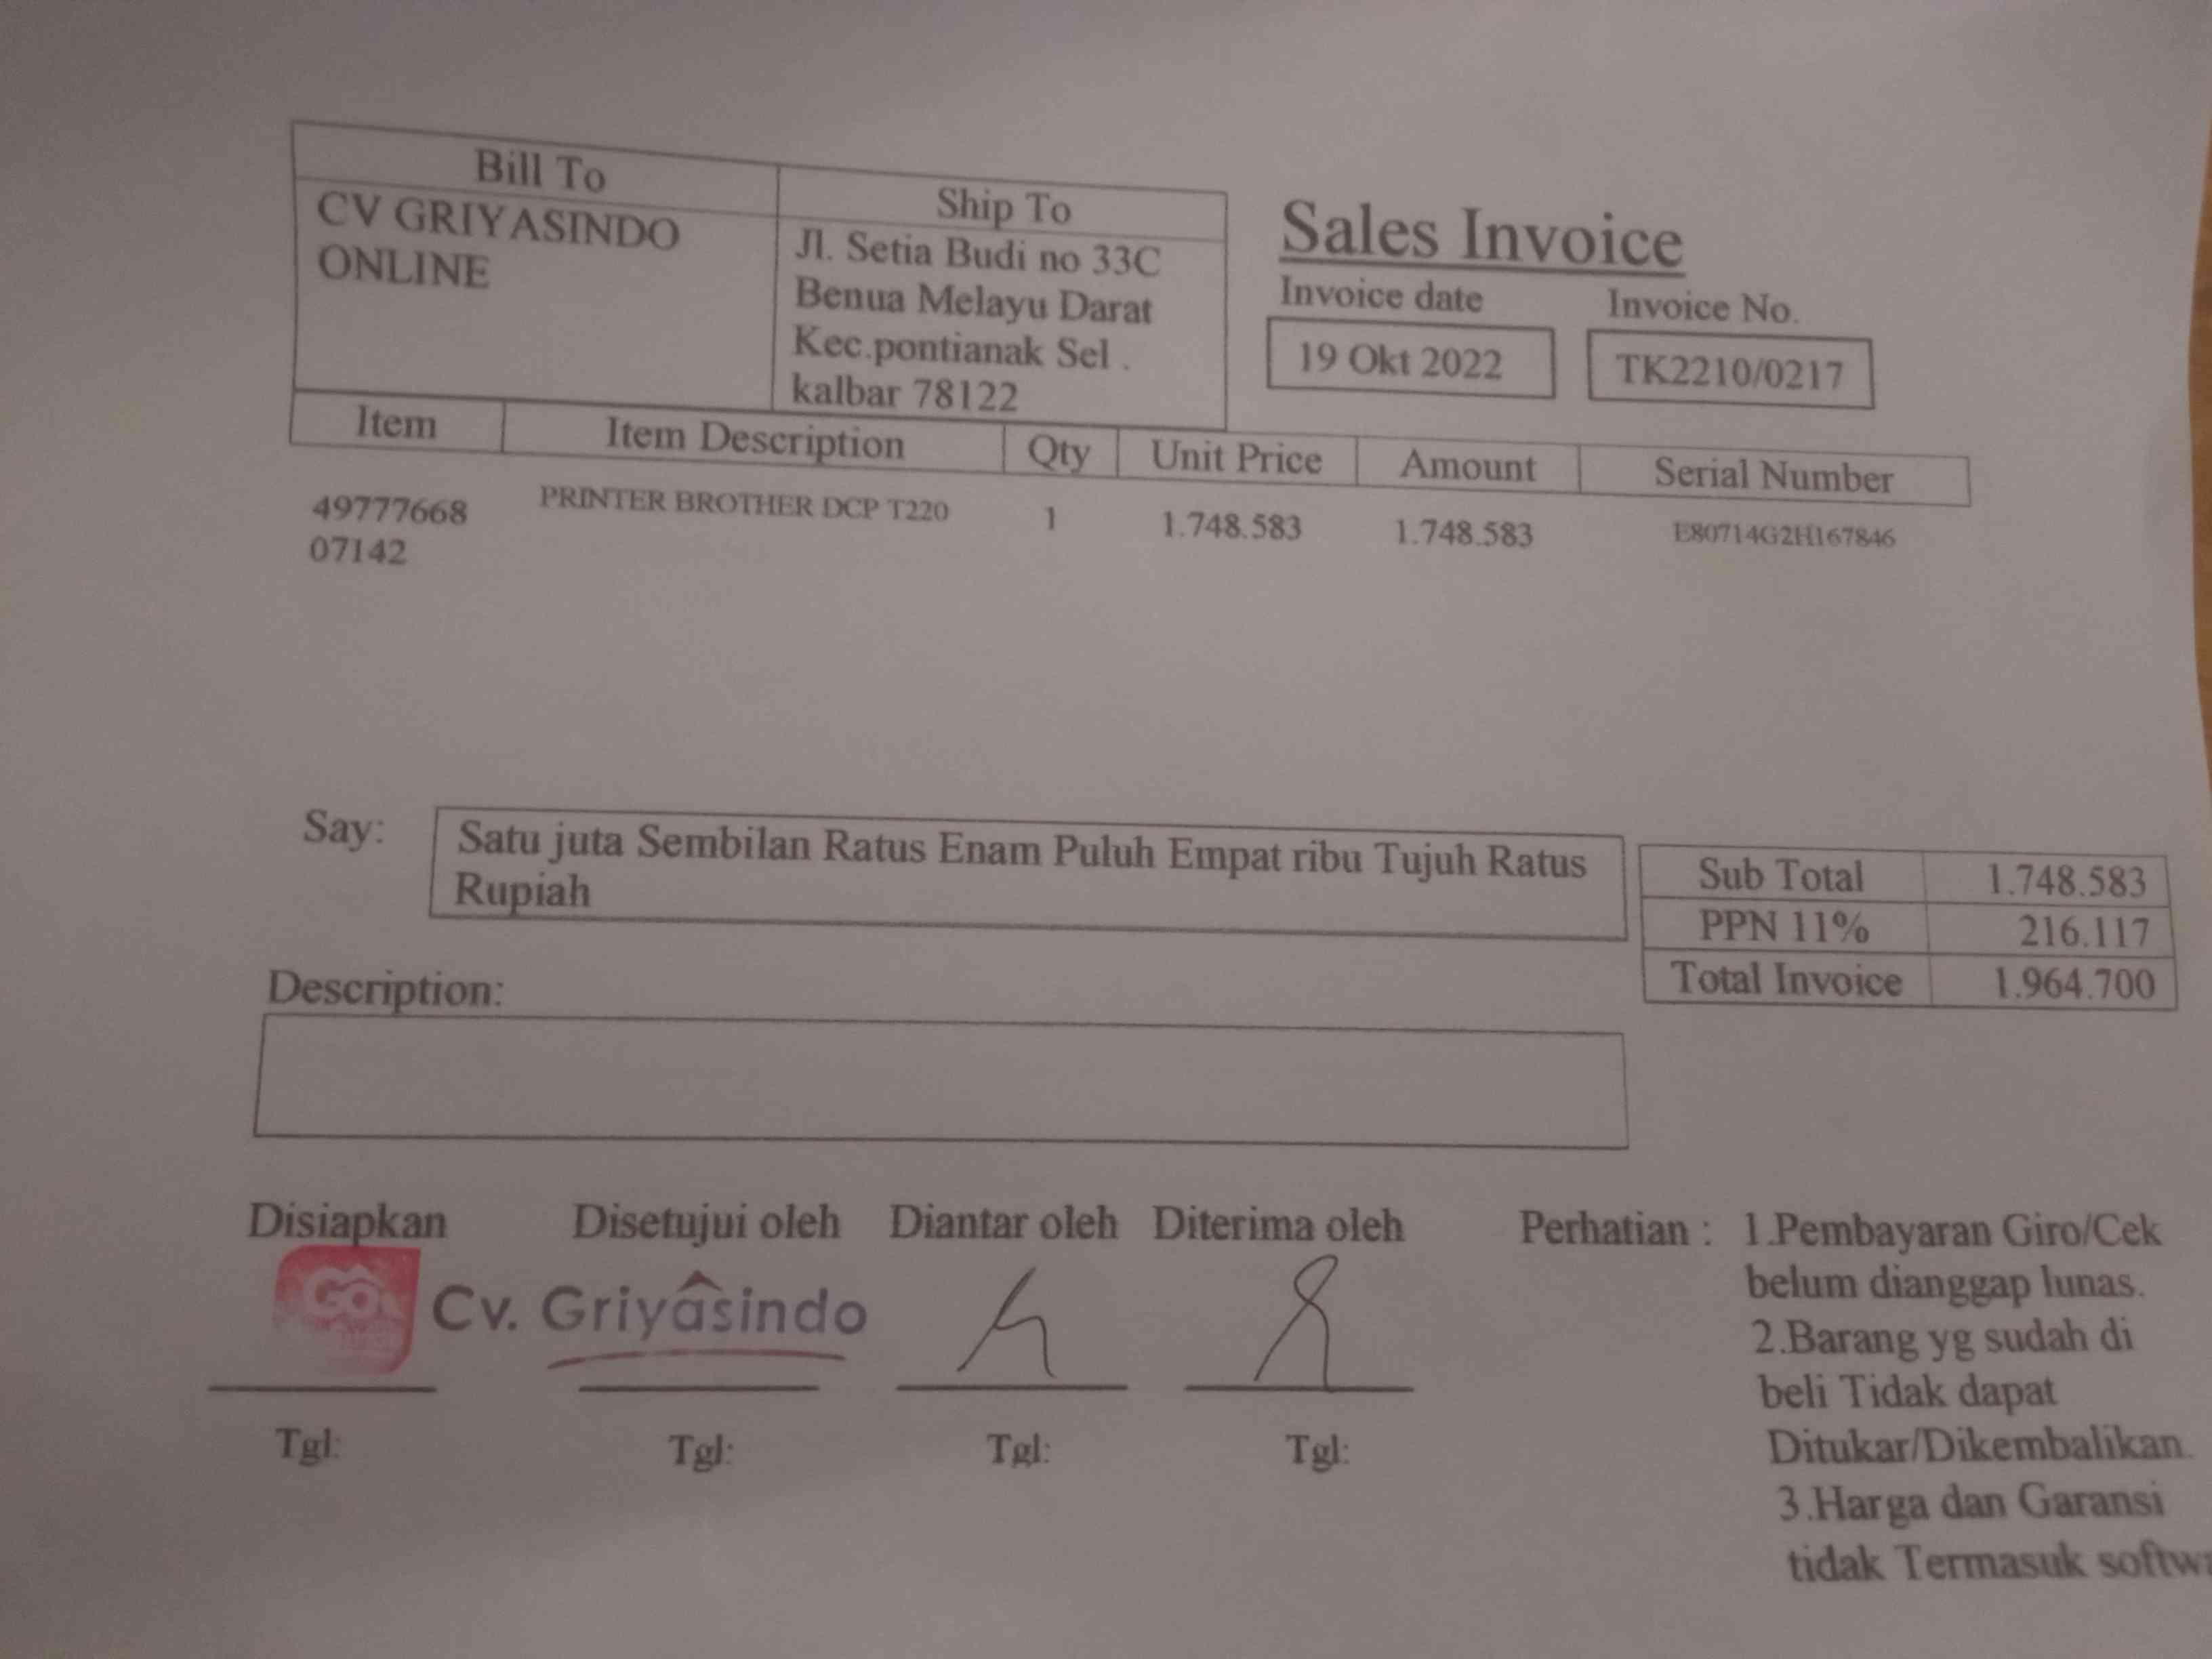 Bill To
CV GRIYASINDO
ONLINE
Ship To
Jl. Setia Budi no 33C
Benua Melayu Darat
Kec.pontianak Sel .
kalbar 78122
Sales Invoice
Invoice date
19 Okt 2022
Invoice No.
TK2210/0217
Item Item Description Qty Unit Price Amount Serial Number
49777668 PRINTER BROTHER DCP T220 1 1.748.583 1.748.583 E80714G2H167846
07142
Say:
Satu juta Sembilan Ratus Enam Puluh Empat ribu Tujuh Ratus
Rupiah
Sub Total 1.748.583
PPN 11% 216.117
Total Invoice 1.964.700
Description:
Disiapkan Disetujui oleh Diantar oleh Diterima oleh
GO
Cv. Griyasindo
Tgl: Tgl: Tgl: Tgl:
Perhatian : 1.Pembayaran Giro/Cek
belum dianggap lunas.
2.Barang yg sudah di
beli Tidak dapat
Ditukar/Dikembalikan.
3.Harga dan Garansi
tidak Termasuk softwa